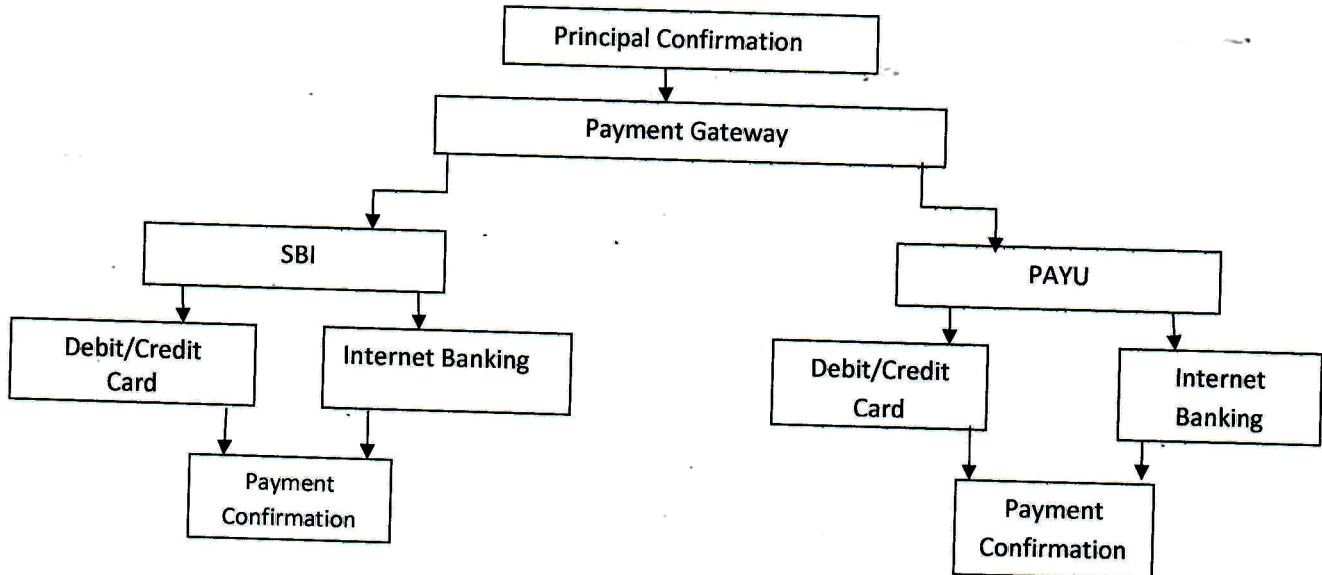 Principal Confirmation
Payment Gateway
SBI
PAYU
Debit/Credit
Card
Internet Banking
Debit/Credit
Card
Internet
Banking
Payment
Confirmation
Payment
Confirmation